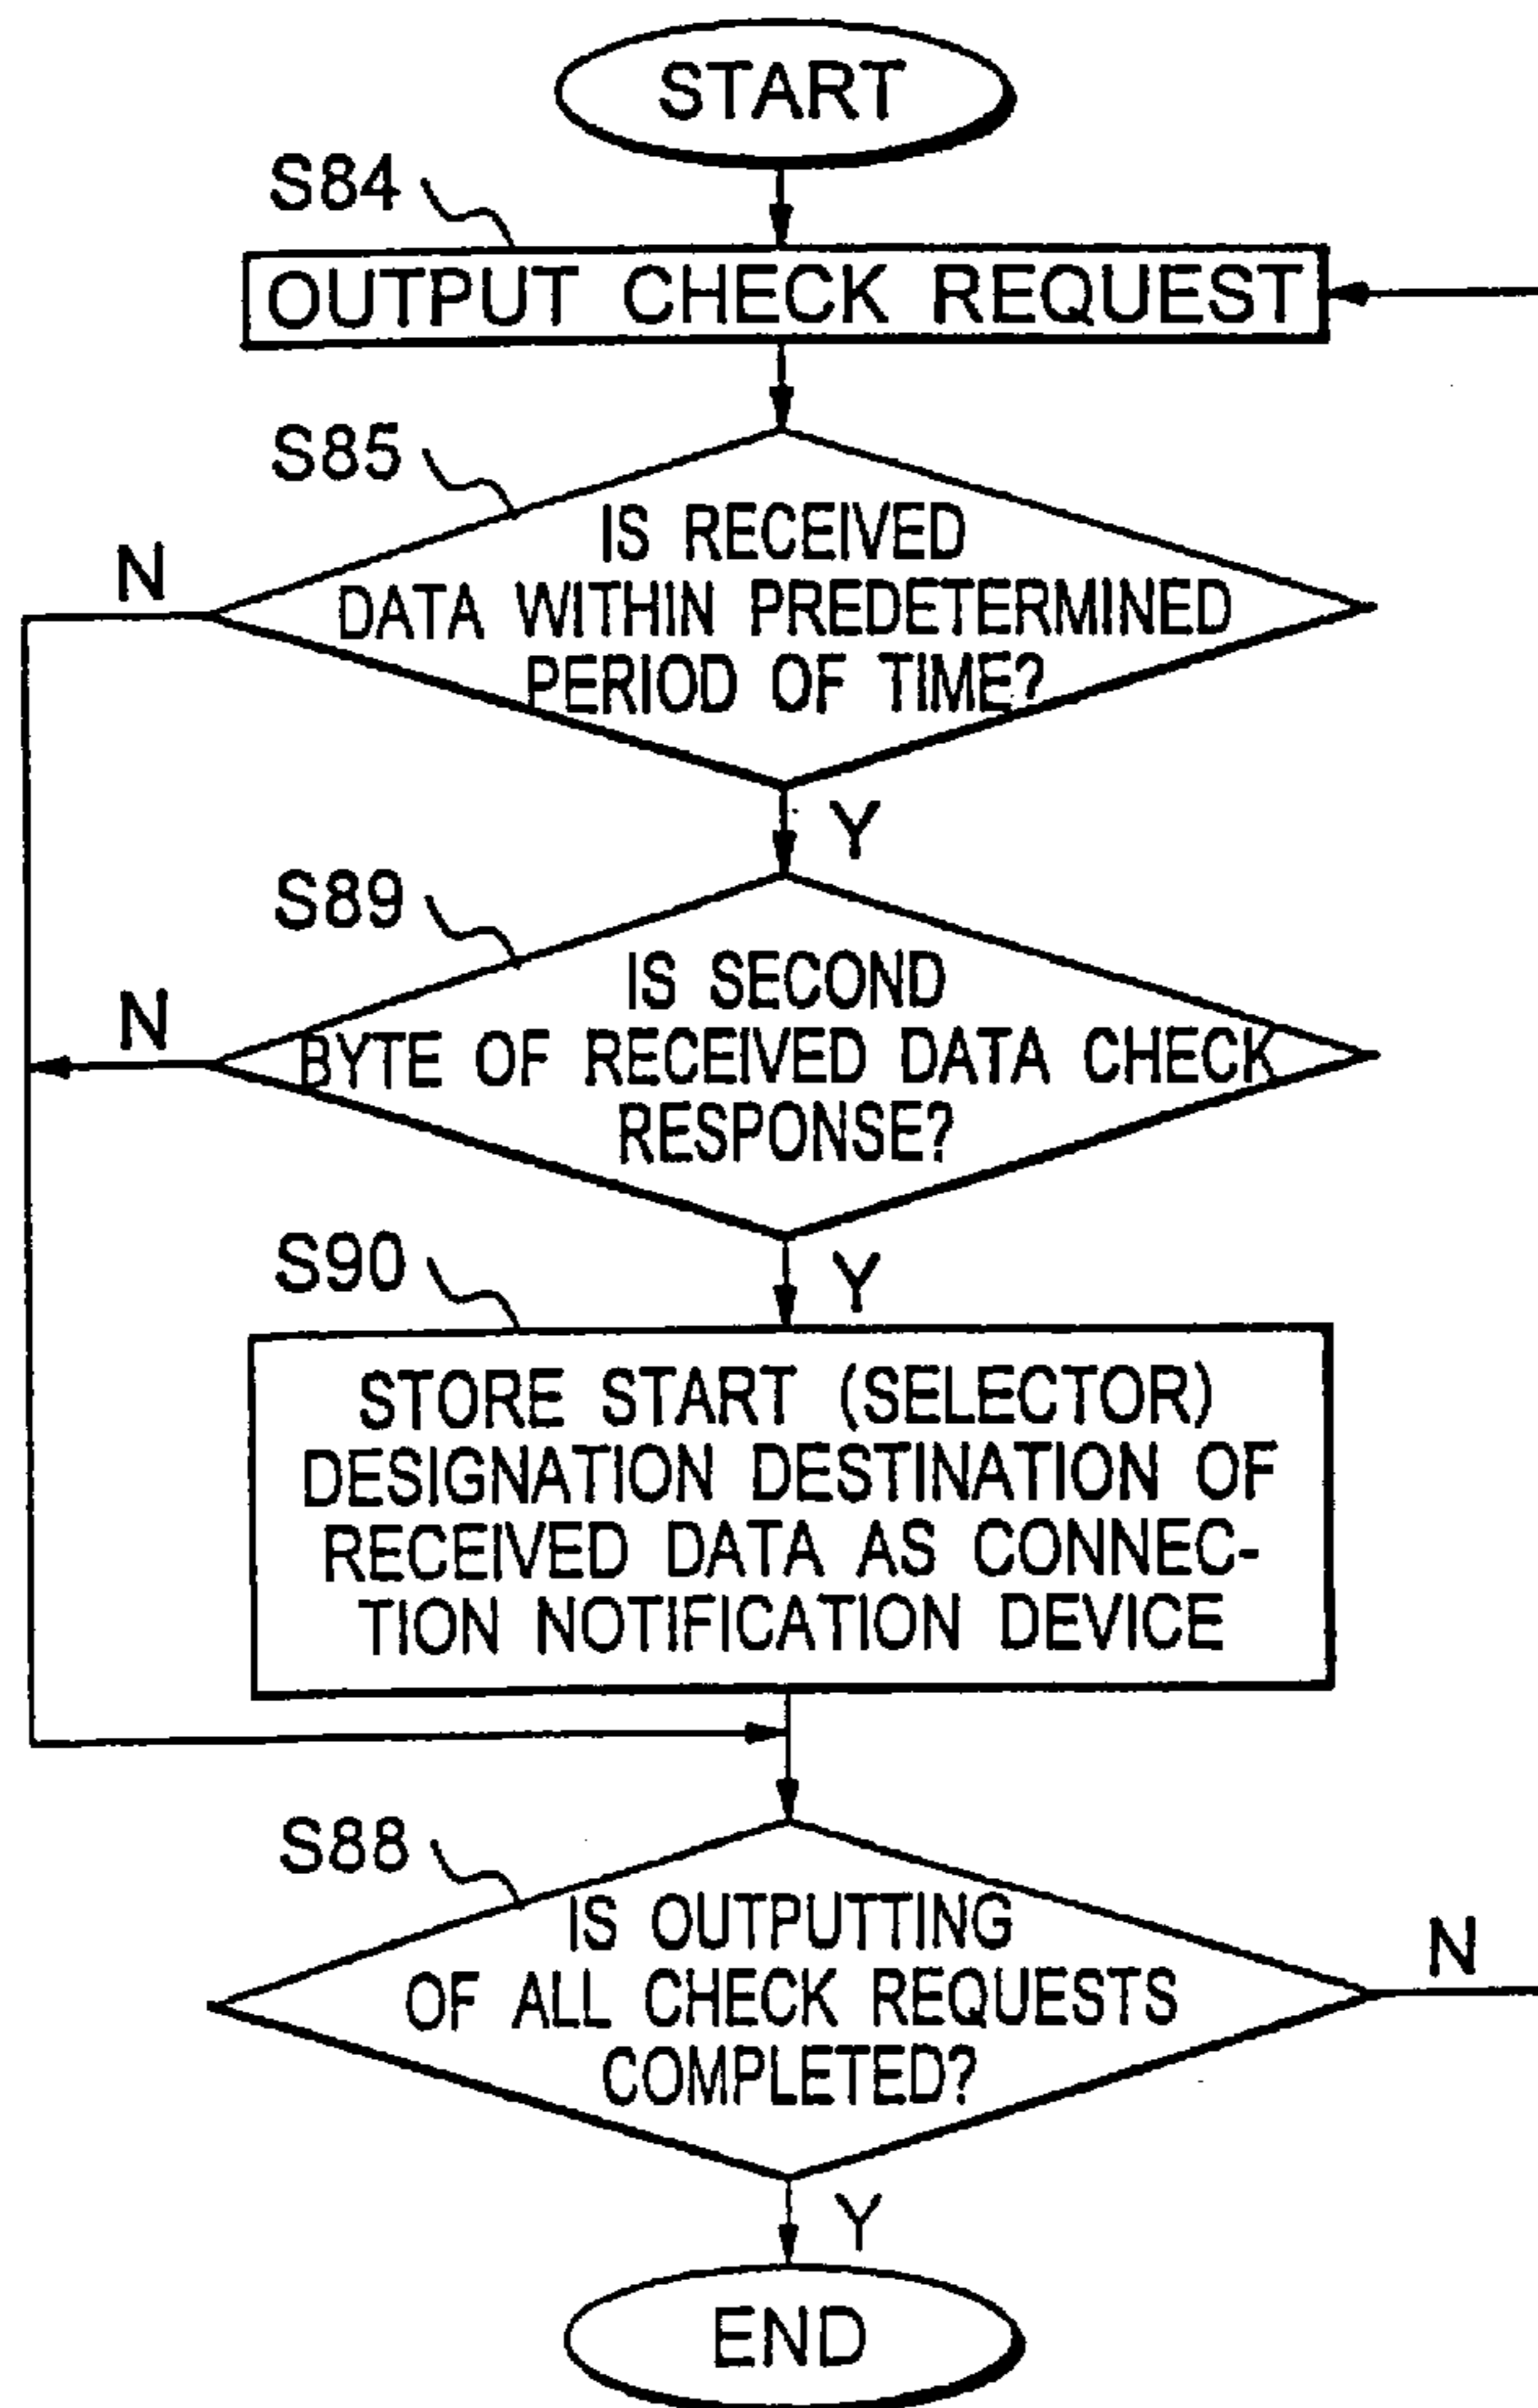 START
S84
OUTPUT CHECK REQUEST
S85
IS RECEIVED
DATA WITHIN PREDETERMINED
PERIOD OF TIME?
N
Y
S89
IS SECOND
BYTE OF RECEIVED DATA CHECK
RESPONSE?
N
Y
S90
STORE START (SELECTOR)
DESIGNATION DESTINATION OF
RECEIVED DATA AS CONNEC-
TION NOTIFICATION DEVICE
S88
IS OUTPUTTING
OF ALL CHECK REQUESTS
COMPLETED?
N
Y
END